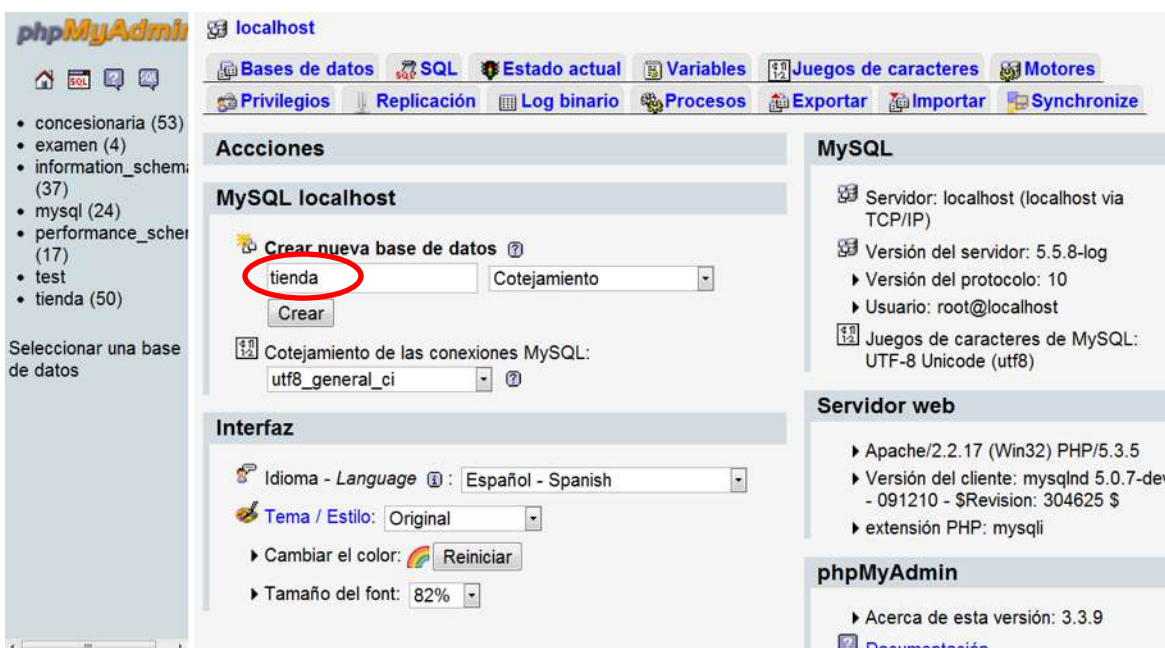 phpMyAdmin
concesionaria (53)
examen (4)
information_schema
(37)
mysql (24)
performance_scher
(17)
test
tienda (50)
Seleccionar una base
de datos
localhost
Bases de datos SQL Estado actual Variables Juegos de caracteres Motores
Privilegios Replicación Log binario Procesos Exportar Importar Synchronize
Accciones
MySQL localhost
Crear nueva base de datos
tienda Cotejamiento
Crear
Cotejamiento de las conexiones MySQL:
utf8_general_ci
Interfaz
Idioma - Language : Español - Spanish
Tema / Estilo: Original
Cambiar el color: Reiniciar
Tamaño del font: 82%
MySQL
Servidor: localhost (localhost via
TCP/IP)
Versión del servidor: 5.5.8-log
Versión del protocolo: 10
Usuario: root@localhost
Juegos de caracteres de MySQL:
UTF-8 Unicode (utf8)
Servidor web
Apache/2.2.17 (Win32) PHP/5.3.5
Versión del cliente: mysqlnd 5.0.7-dev
- 091210 - $Revision: 304625 $
extensión PHP: mysqli
phpMyAdmin
Acerca de esta versión: 3.3.9
Documentación